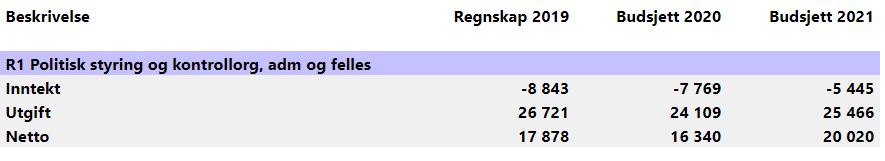 Beskrivelse Regnskap 2019 Budsjett 2020 Budsjett 2021
R1 Politisk styring og kontrollorg, adm og felles
Inntekt -8 843 -7 769 -5 445
Utgift 26 721 24 109 25 466
Netto 17 878 16 340 20 020